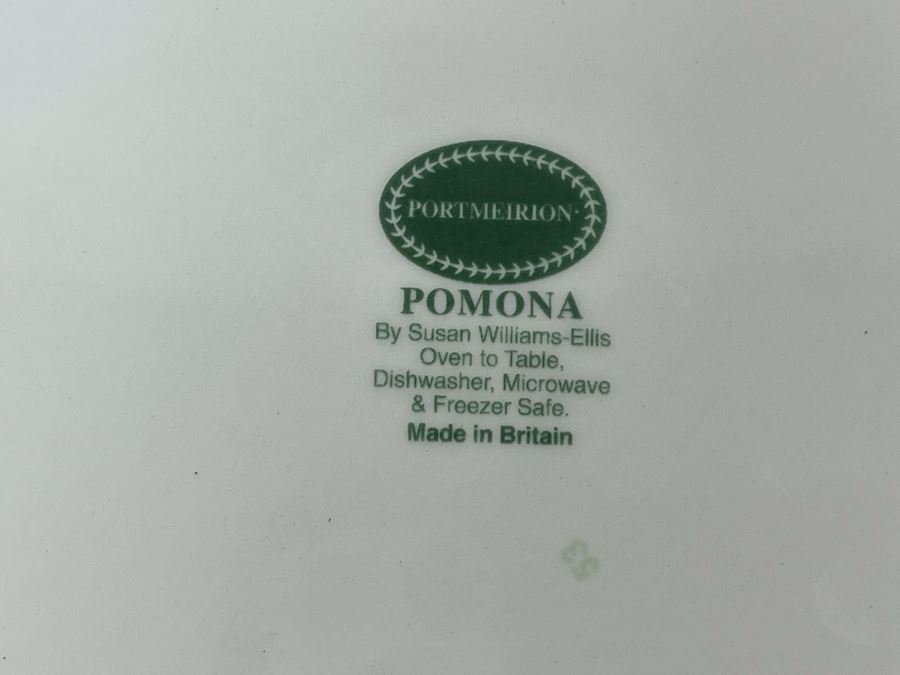 PORTMEIRION
POMONA
By Susan Williams-Ellis
Oven to Table,
Dishwasher, Microwave
& Freezer Safe.
Made in Britain